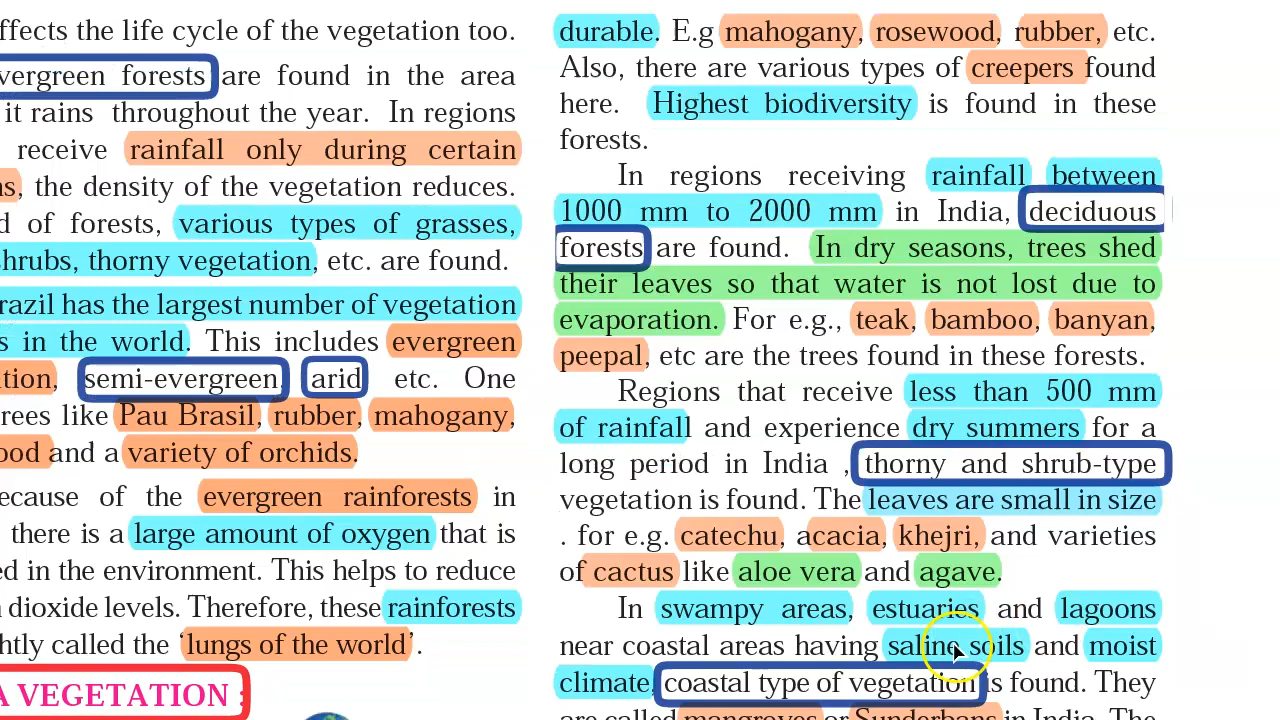 ffects the life cycle of the vegetation too.
vergreen forests are found in the area
it rains throughout the year. In regions
receive rainfall only during certain
ns, the density of the vegetation reduces.
d of forests, various types of grasses,
shrubs, thorny vegetation, etc. are found.
razil has the largest number of vegetation
s in the world. This includes evergreen
tion, semi-evergreen, arid etc. One
rees like Pau Brasil, rubber, mahogany,
ood and a variety of orchids.
ecause of the evergreen rainforests in
there is a large amount of oxygen that is
ed in the environment. This helps to reduce
n dioxide levels. Therefore, these rainforests
htly called the 'lungs of the world'.
A VEGETATION :
durable. E.g mahogany, rosewood, rubber, etc.
Also, there are various types of creepers found
here. Highest biodiversity is found in these
forests.
In regions receiving rainfall between
1000 mm to 2000 mm in India, deciduous
forests are found. In dry seasons, trees shed
their leaves so that water is not lost due to
evaporation. For e.g., teak, bamboo, banyan,
peepal, etc are the trees found in these forests.
Regions that receive less than 500 mm
of rainfall and experience dry summers for a
long period in India , thorny and shrub-type
vegetation is found. The leaves are small in size
. for e.g. catechu, acacia, khejri, and varieties
of cactus like aloe vera and agave.
In swampy areas, estuaries and lagoons
near coastal areas having saline soils and moist
climate, coastal type of vegetation is found. They
are called mangroves or Sunderbans in India. The